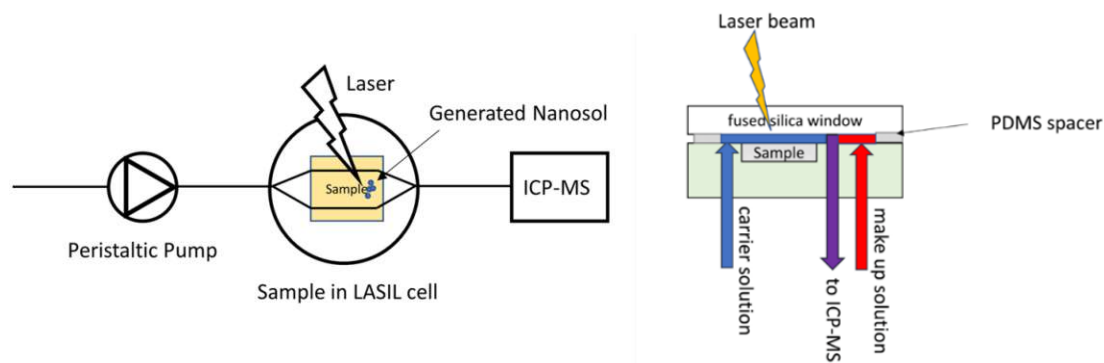 Laser
Generated Nanosol
Sample
ICP-MS
Peristaltic Pump
Sample in LASIL cell
Laser beam
fused silica window
PDMS spacer
Sample
carrier solution
to ICP-MS
make up solution